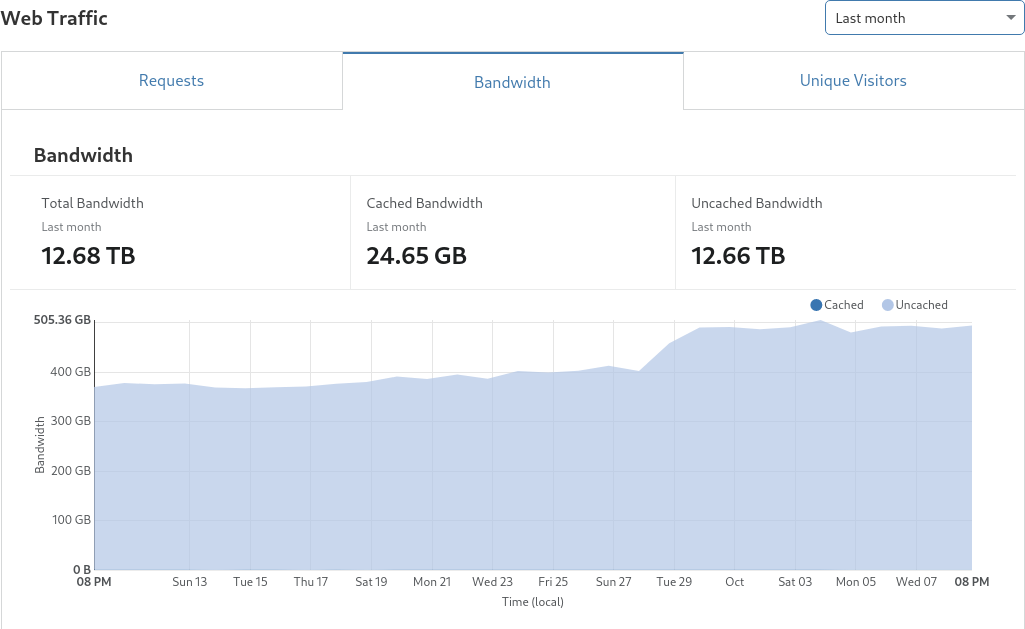 Web Traffic
Last month
Requests
Bandwidth
Unique Visitors
Bandwidth
Total Bandwidth
Last month
12.68 TB
Cached Bandwidth
Last month
24.65 GB
Uncached Bandwidth
Last month
12.66 TB
Cached
Uncached
505.36 GB
400 GB
300 GB
200 GB
100 GB
0 B
Bandwidth
08 PM
Sun 13
Tue 15
Thu 17
Sat 19
Mon 21
Wed 23
Fri 25
Sun 27
Tue 29
Oct
Sat 03
Mon 05
Wed 07
08 PM
Time (local)